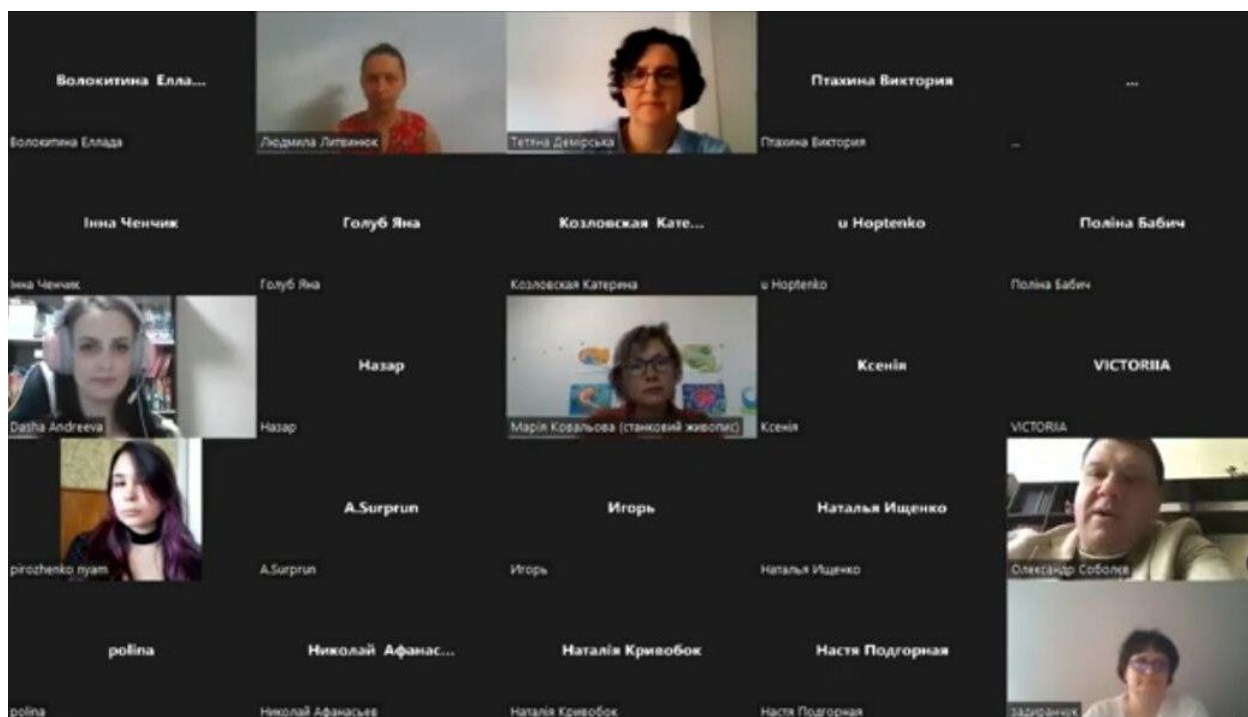 Волокитина Елла...
Птахина Виктория
...
Волокитина Еллада
Людмила Литвинюк
Тетяна Демірська
Птахина Виктория
...
Інна Ченчик
Голуб Яна
Козловская Кате...
u Hoptenko
Поліна Бабич
Інна Ченчик
Голуб Яна
Козловская Катерина
u Hoptenko
Поліна Бабич
Назар
Ксенія
VICTORIIA
Dasha Andreeva
Назар
Марія Ковальова (станковий живопис)
Ксенія
VICTORIIA
A.Surprun
Игорь
Наталья Ищенко
pirozhenko nyam
A.Surprun
Игорь
Наталья Ищенко
Олександр Соболєв
polina
Николай Афанас...
Наталія Кривобок
Настя Подгорная
polina
Николай Афанасьев
Наталія Кривобок
Настя Подгорная
задиранчук